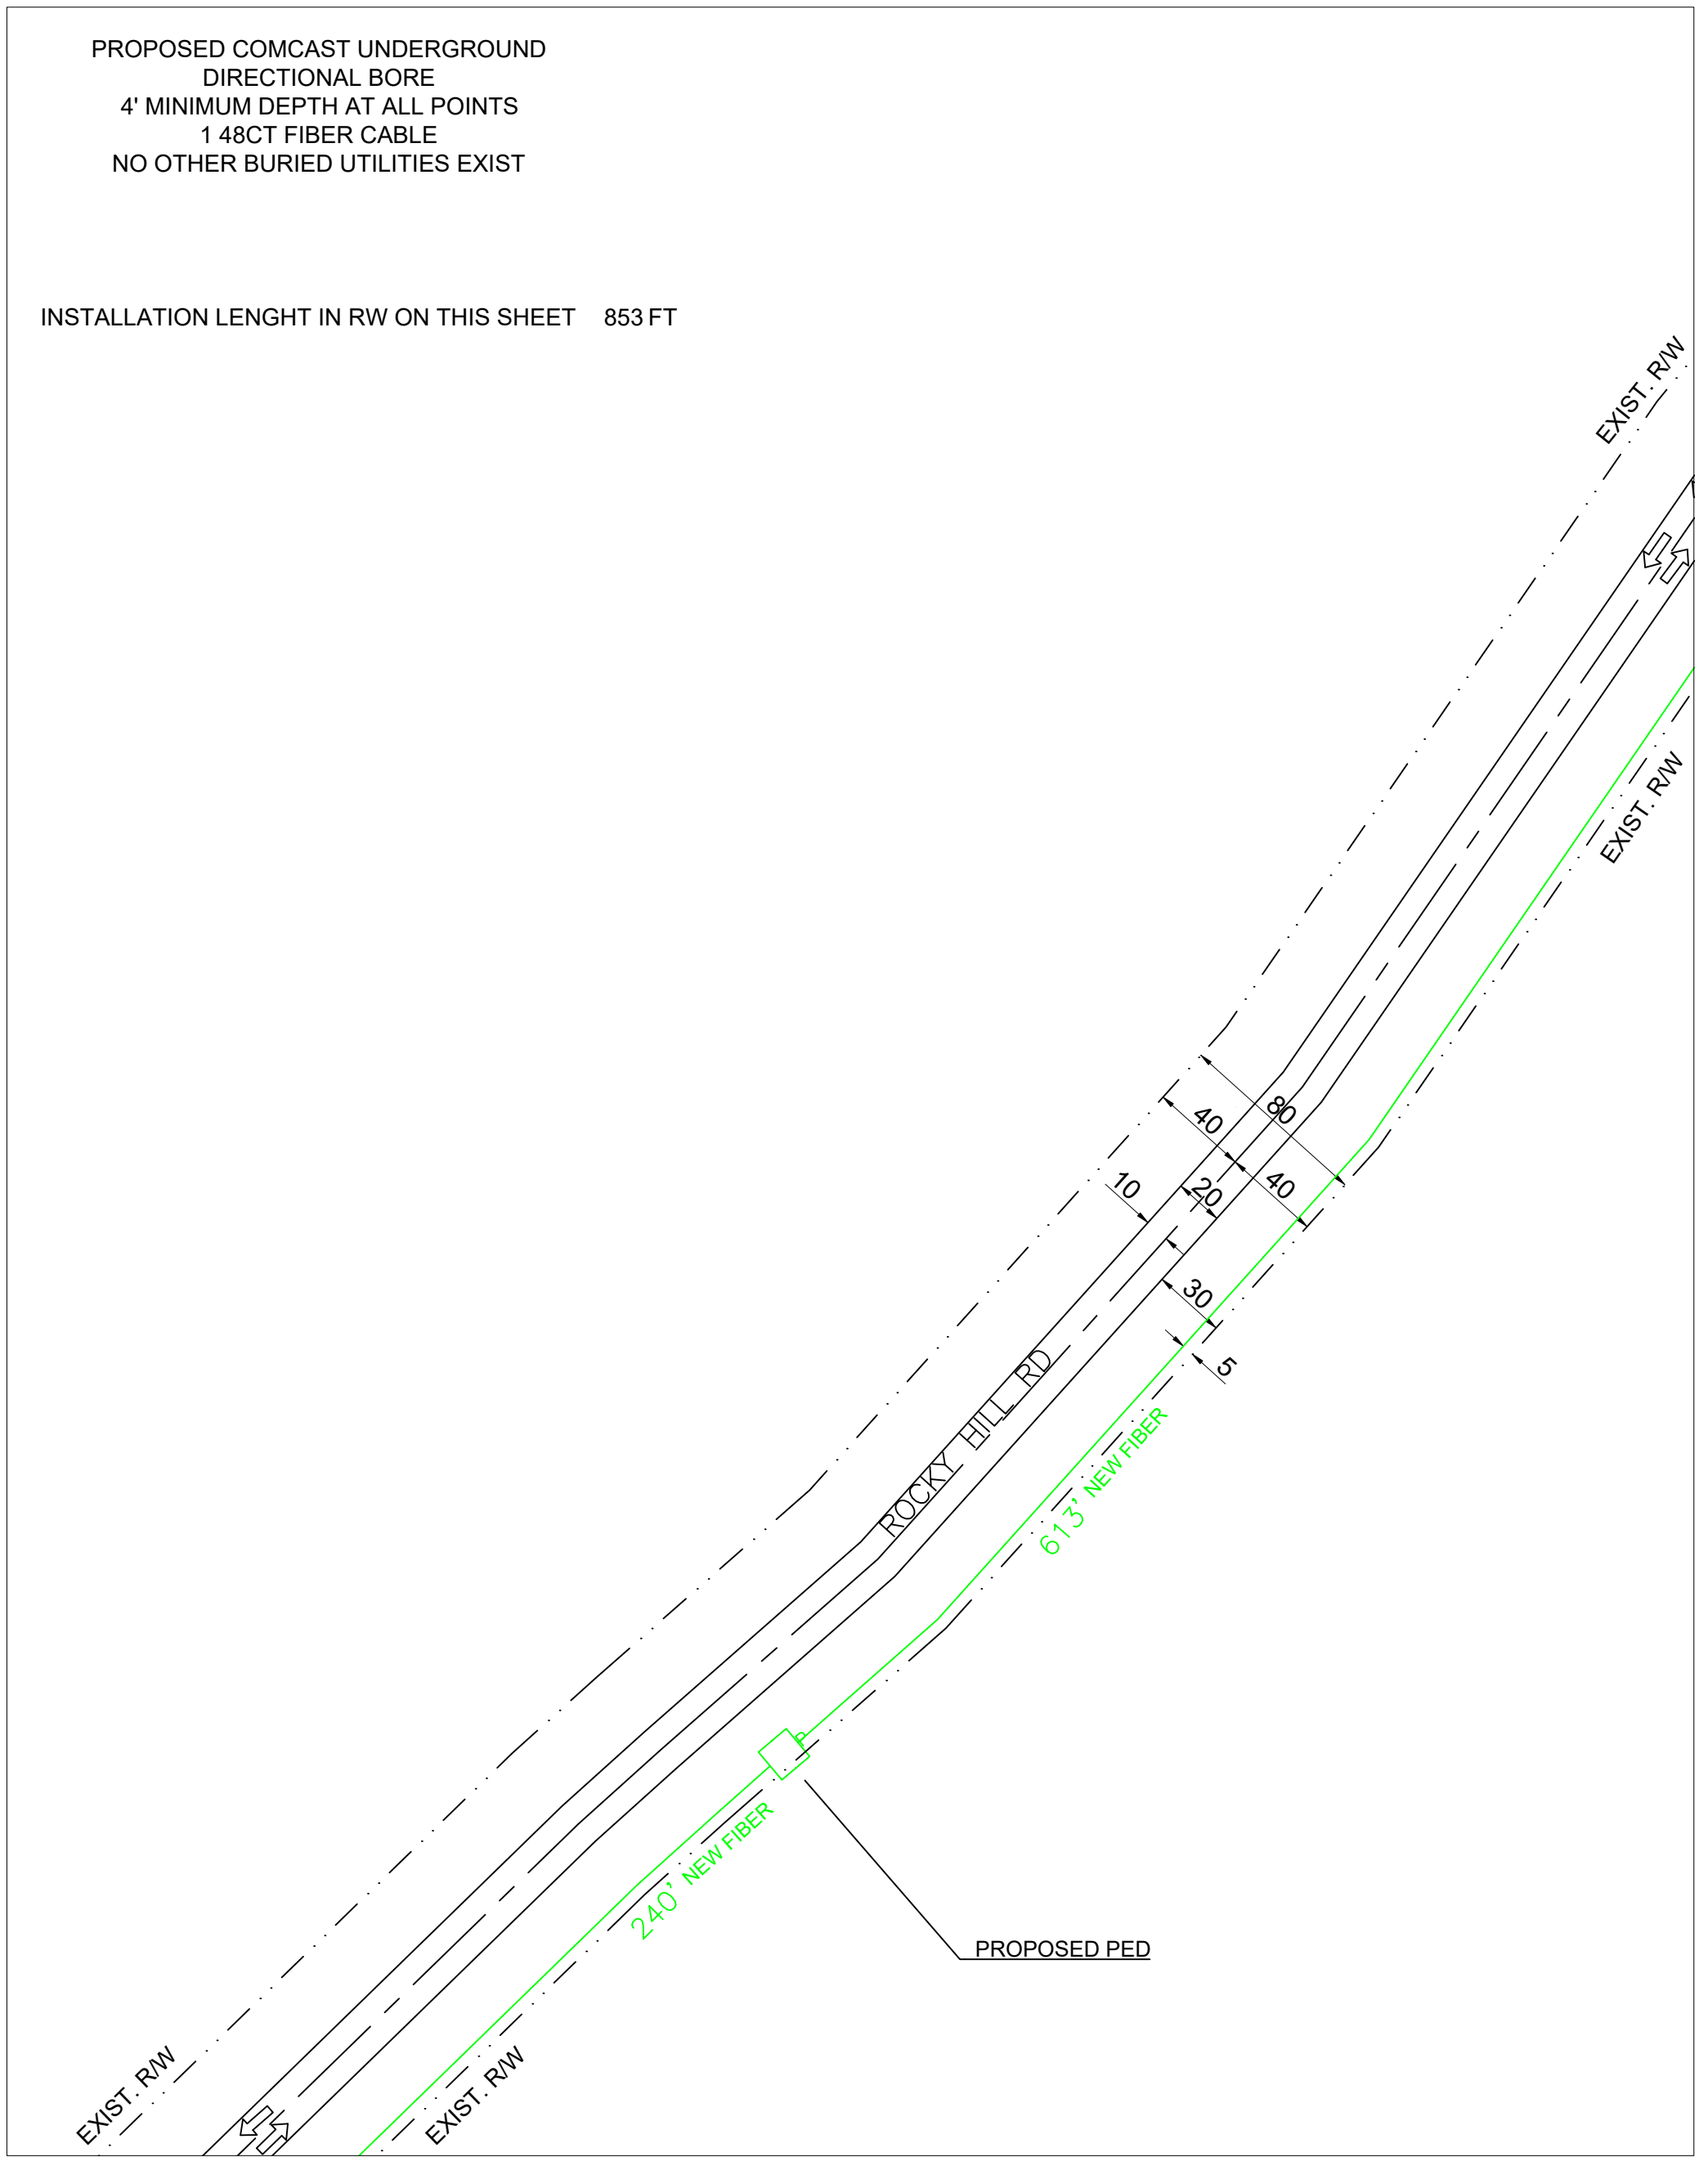 PROPOSED COMCAST UNDERGROUND
DIRECTIONAL BORE
4' MINIMUM DEPTH AT ALL POINTS
1 48CT FIBER CABLE
NO OTHER BURIED UTILITIES EXIST
INSTALLATION LENGHT IN RW ON THIS SHEET 853 FT
EXIST. R/W
EXIST. R/W
80
40
40
10
20
30
5
ROCKY HILL RD
613' NEW FIBER
P
240' NEW FIBER
PROPOSED PED
EXIST. R/W
EXIST. R/W